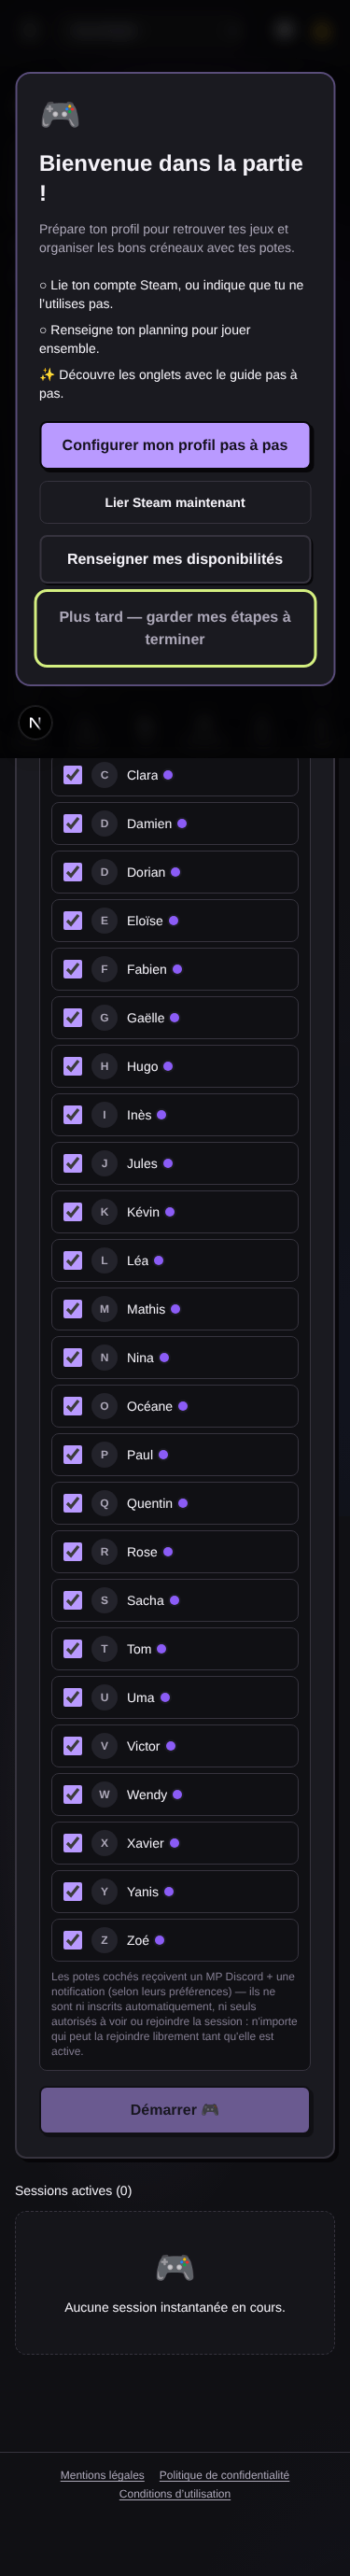 Bienvenue dans la partie
!
Prépare ton profil pour retrouver tes jeux et
organiser les bons créneaux avec tes potes.
○ Lie ton compte Steam, ou indique que tu ne
l'utilises pas.
○ Renseigne ton planning pour jouer
ensemble.
✨ Découvre les onglets avec le guide pas à
pas.
Configurer mon profil pas à pas
Lier Steam maintenant
Renseigner mes disponibilités
Plus tard — garder mes étapes à
terminer
N
C Clara
D Damien
D Dorian
E Eloïse
F Fabien
G Gaëlle
H Hugo
I Inès
J Jules
K Kévin
L Léa
M Mathis
N Nina
O Océane
P Paul
Q Quentin
R Rose
S Sacha
T Tom
U Uma
V Victor
W Wendy
X Xavier
Y Yanis
Z Zoé
Les potes cochés reçoivent un MP Discord + une
notification (selon leurs préférences) — ils ne
sont ni inscrits automatiquement, ni seuls
autorisés à voir ou rejoindre la session : n'importe
qui peut la rejoindre librement tant qu'elle est
active.
Démarrer 🎮
Sessions actives (0)
Aucune session instantanée en cours.
Mentions légales Politique de confidentialité
Conditions d'utilisation